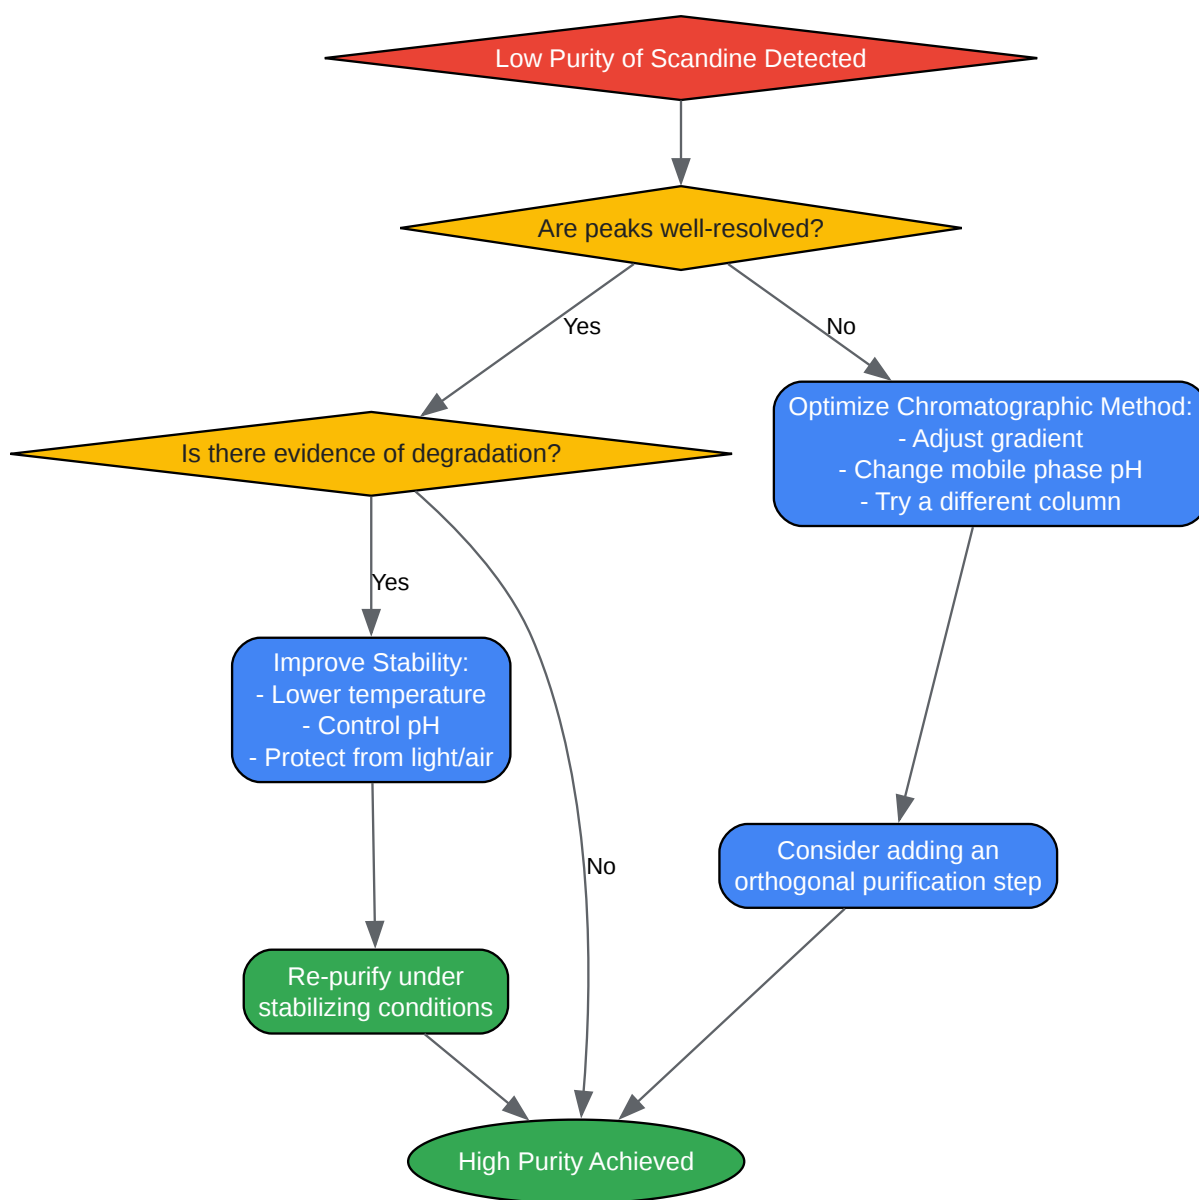 Low Purity of Scandine Detected
Are peaks well-resolved?
Yes
No
Optimize Chromatographic Method:
- Adjust gradient
- Change mobile phase pH
- Try a different column
Is there evidence of degradation?
Yes
Improve Stability:
- Lower temperature
- Control pH
- Protect from light/air
No
Consider adding an
orthogonal purification step
Re-purify under
stabilizing conditions
High Purity Achieved